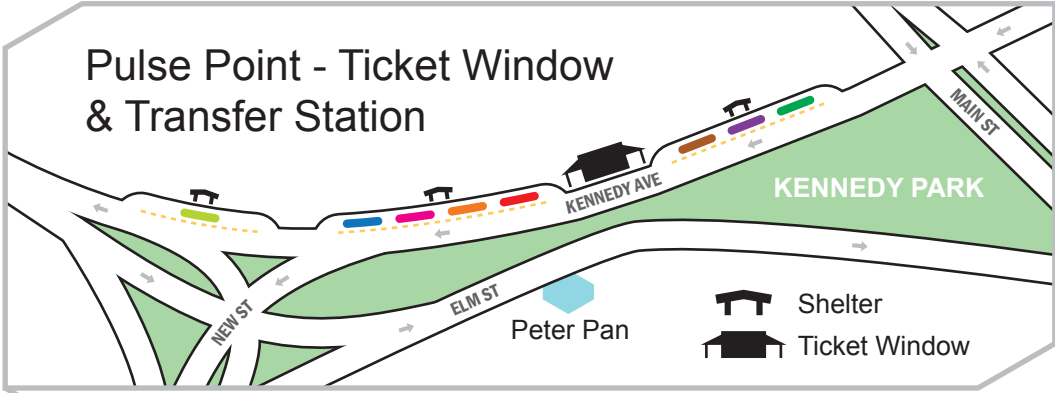 Pulse Point - Ticket Window
& Transfer Station
MAIN ST
KENNEDY AVE
KENNEDY PARK
NEW ST
ELM ST
Peter Pan
Shelter
Ticket Window